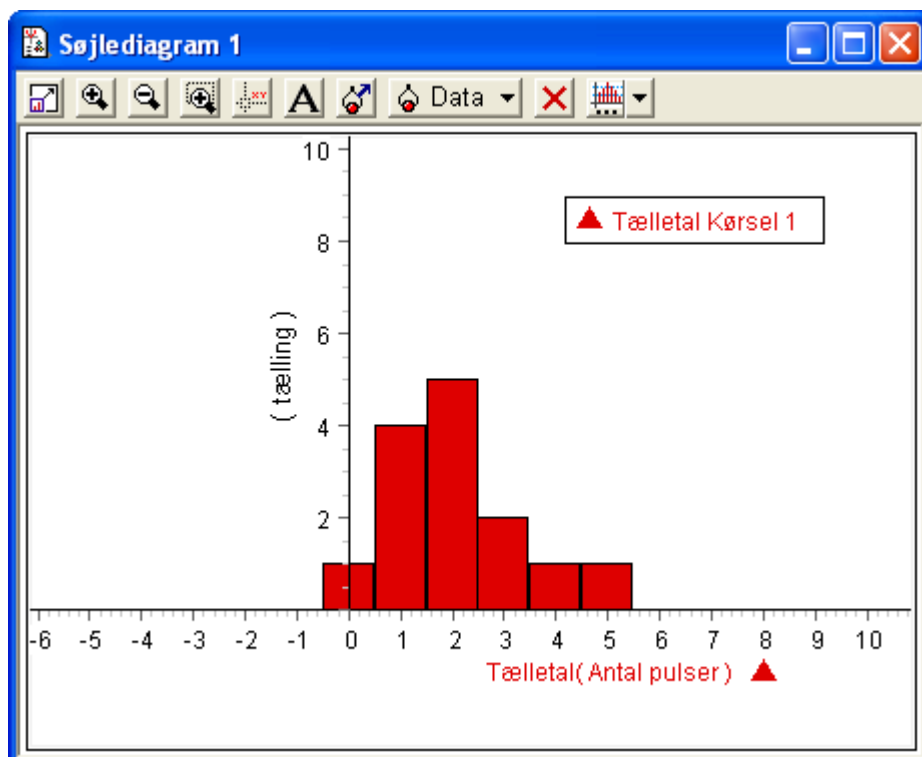 Søjlediagram 1
A Data
10
Tælletal Kørsel 1
8
6
( tælling )
4
2
-6 -5 -4 -3 -2 -1 0 1 2 3 4 5 6 7 8 9 10
Tælletal( Antal pulser )